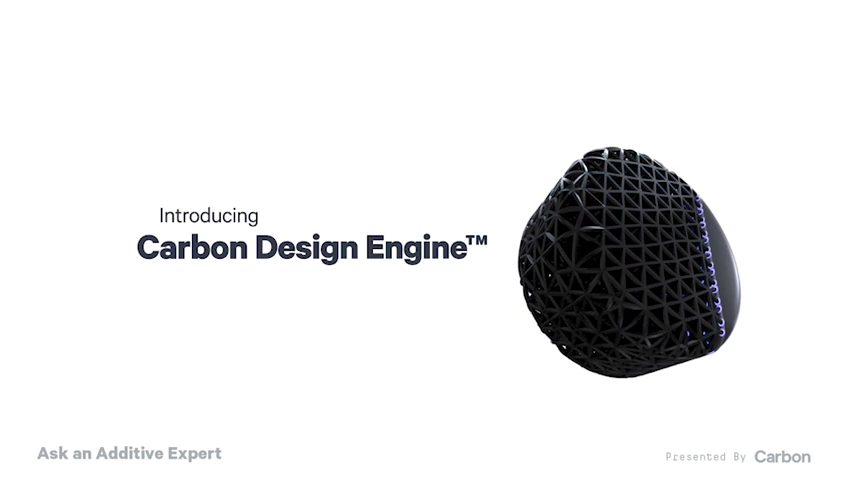 Introducing
Carbon Design Engine™
Ask an Additive Expert
Presented By Carbon